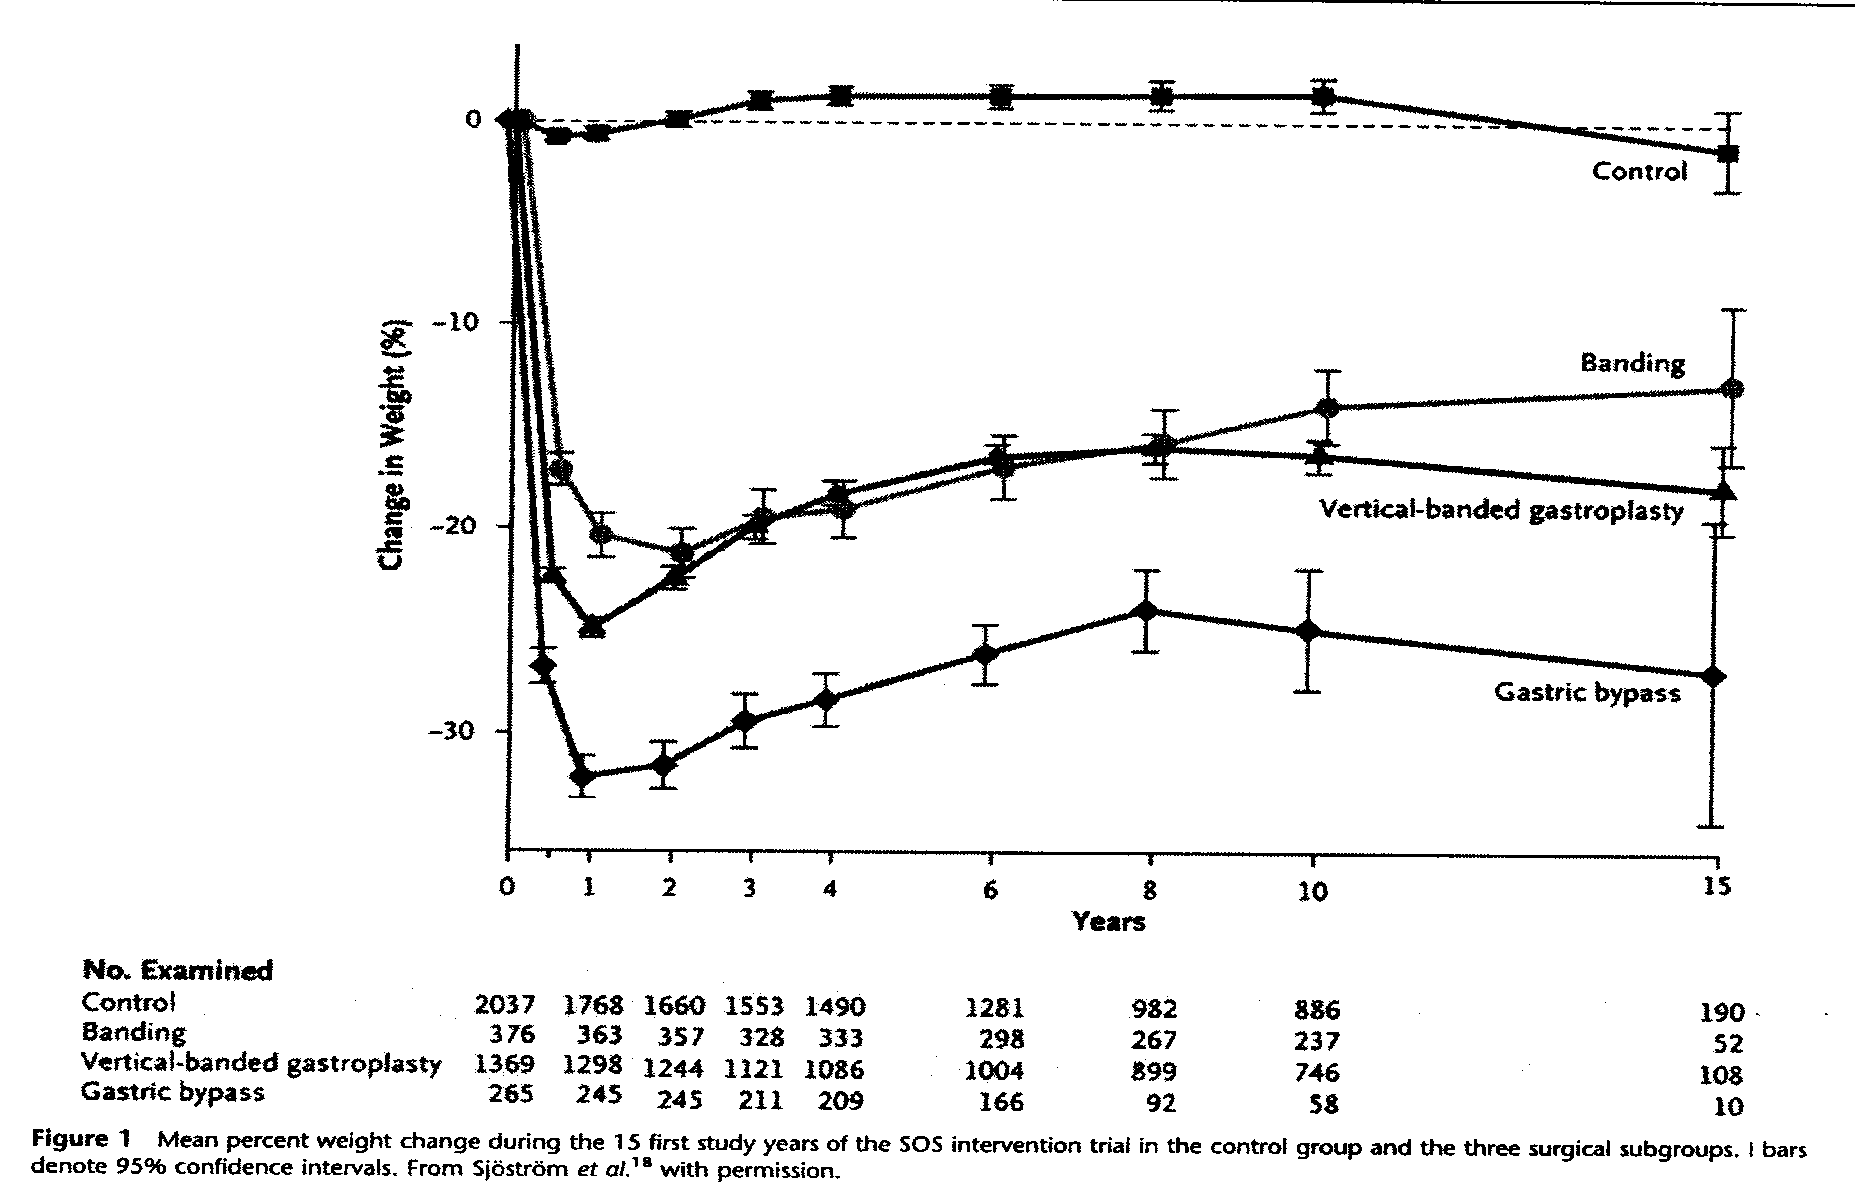 0
Control
-10
Banding
Change in Weight (%)
-20
Vertical-banded gastroplasty
Gastric bypass
-30
0 1 2 3 4 6 8 10 15
Years
No. Examined
Control 2037 1768 1660 1553 1490 1281 982 886 190
Banding 376 363 357 328 333 298 267 237 52
Vertical-banded gastroplasty 1369 1298 1244 1121 1086 1004 899 746 108
Gastric bypass 265 245 245 211 209 166 92 58 10
Figure 1 Mean percent weight change during the 15 first study years of the SOS intervention trial in the control group and the three surgical subgroups. I bars
denote 95% confidence intervals. From Sjöström et al.¹⁸ with permission.